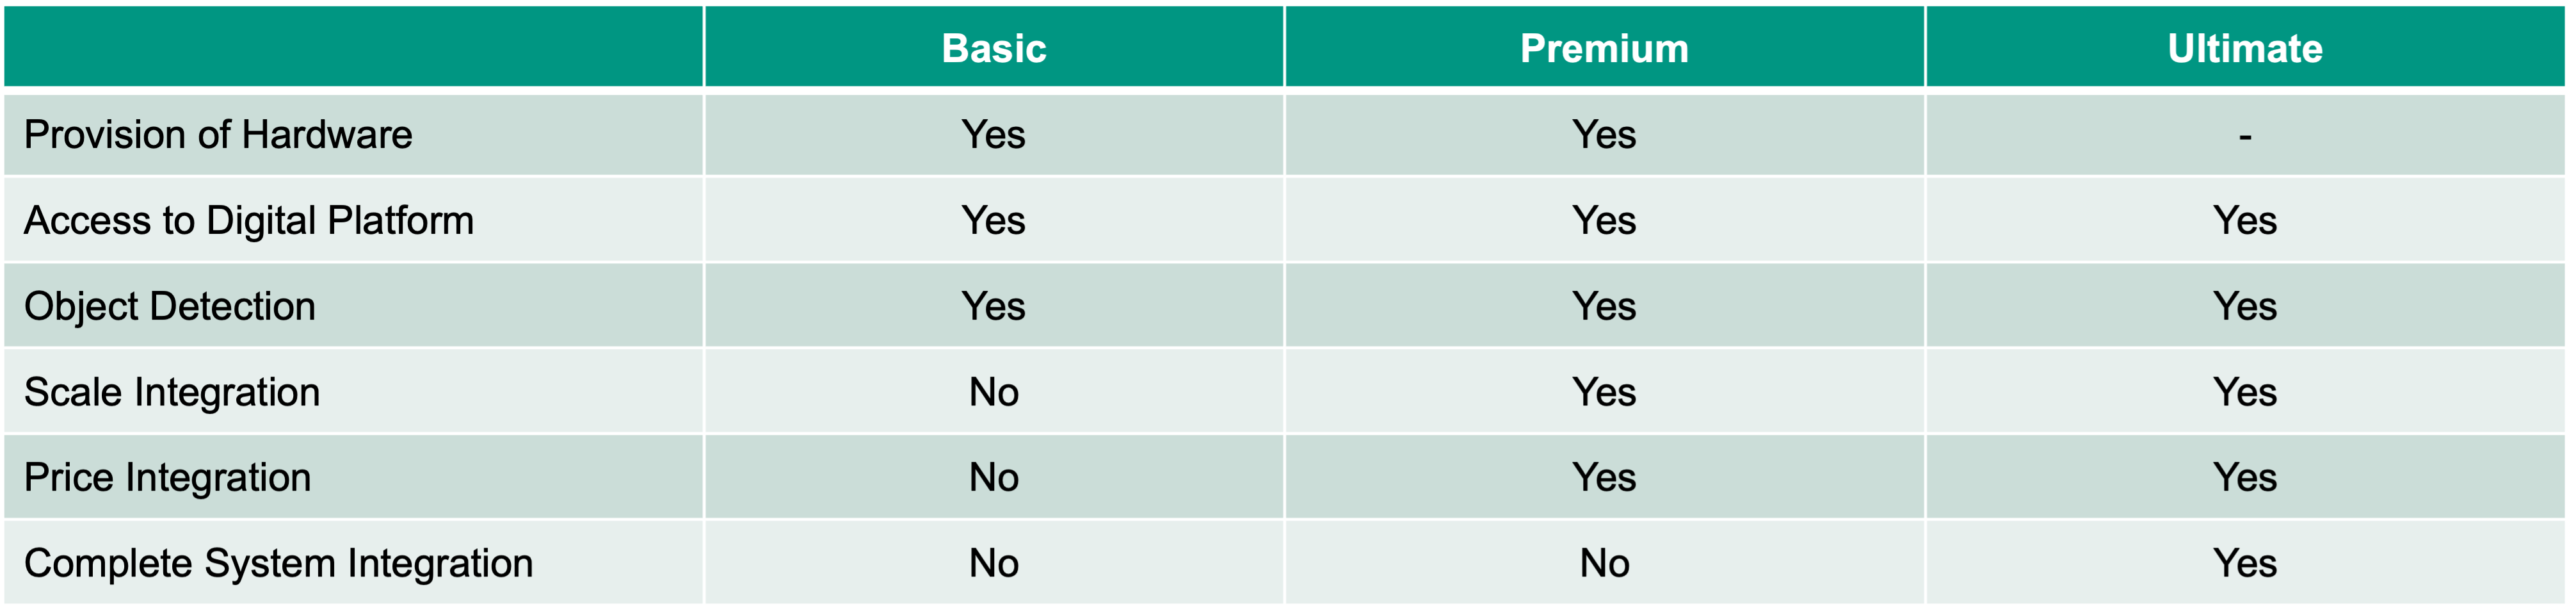 Basic Premium Ultimate
Provision of Hardware Yes Yes -
Access to Digital Platform Yes Yes Yes
Object Detection Yes Yes Yes
Scale Integration No Yes Yes
Price Integration No Yes Yes
Complete System Integration No No Yes